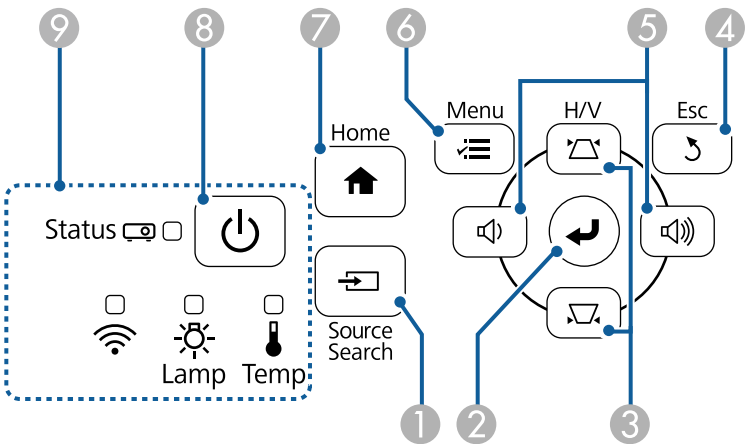 9 8 7 6 5 4
Menu H/V Esc
Home
Status
Source
Search
Lamp Temp
1 2 3